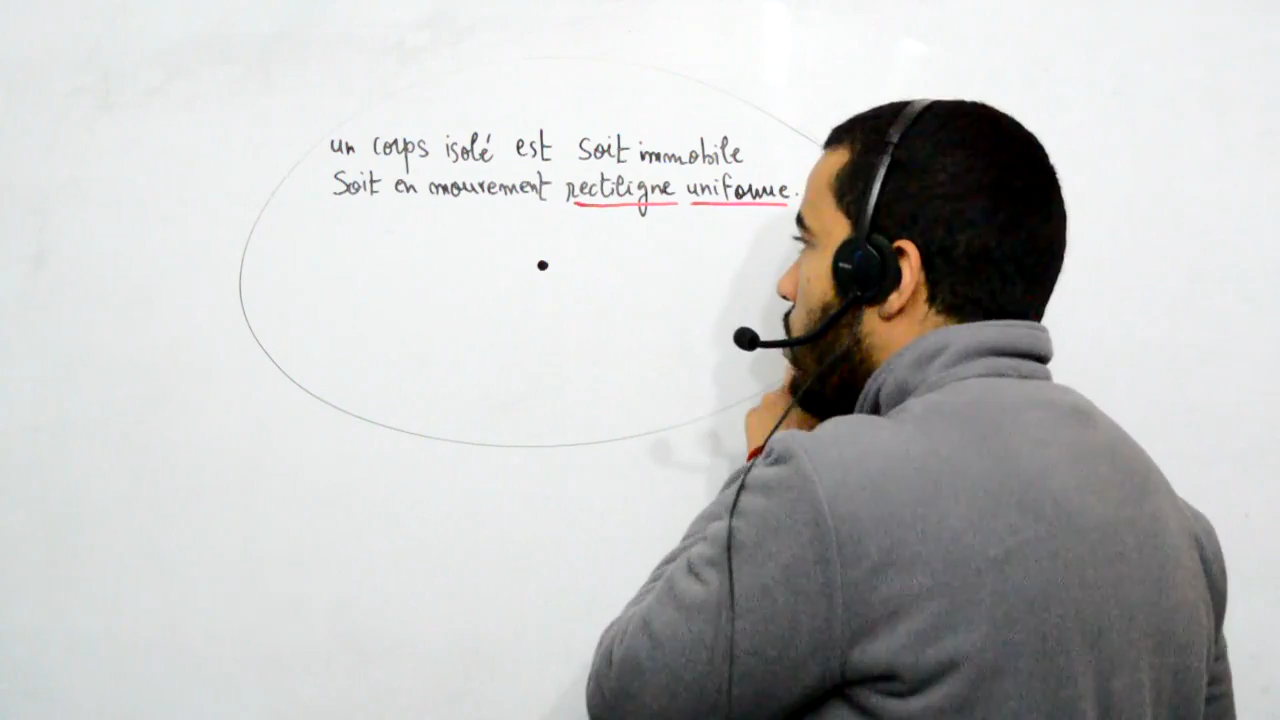 un corps isolé est soit immobile
Soit en mouvement rectiligne uniforme.